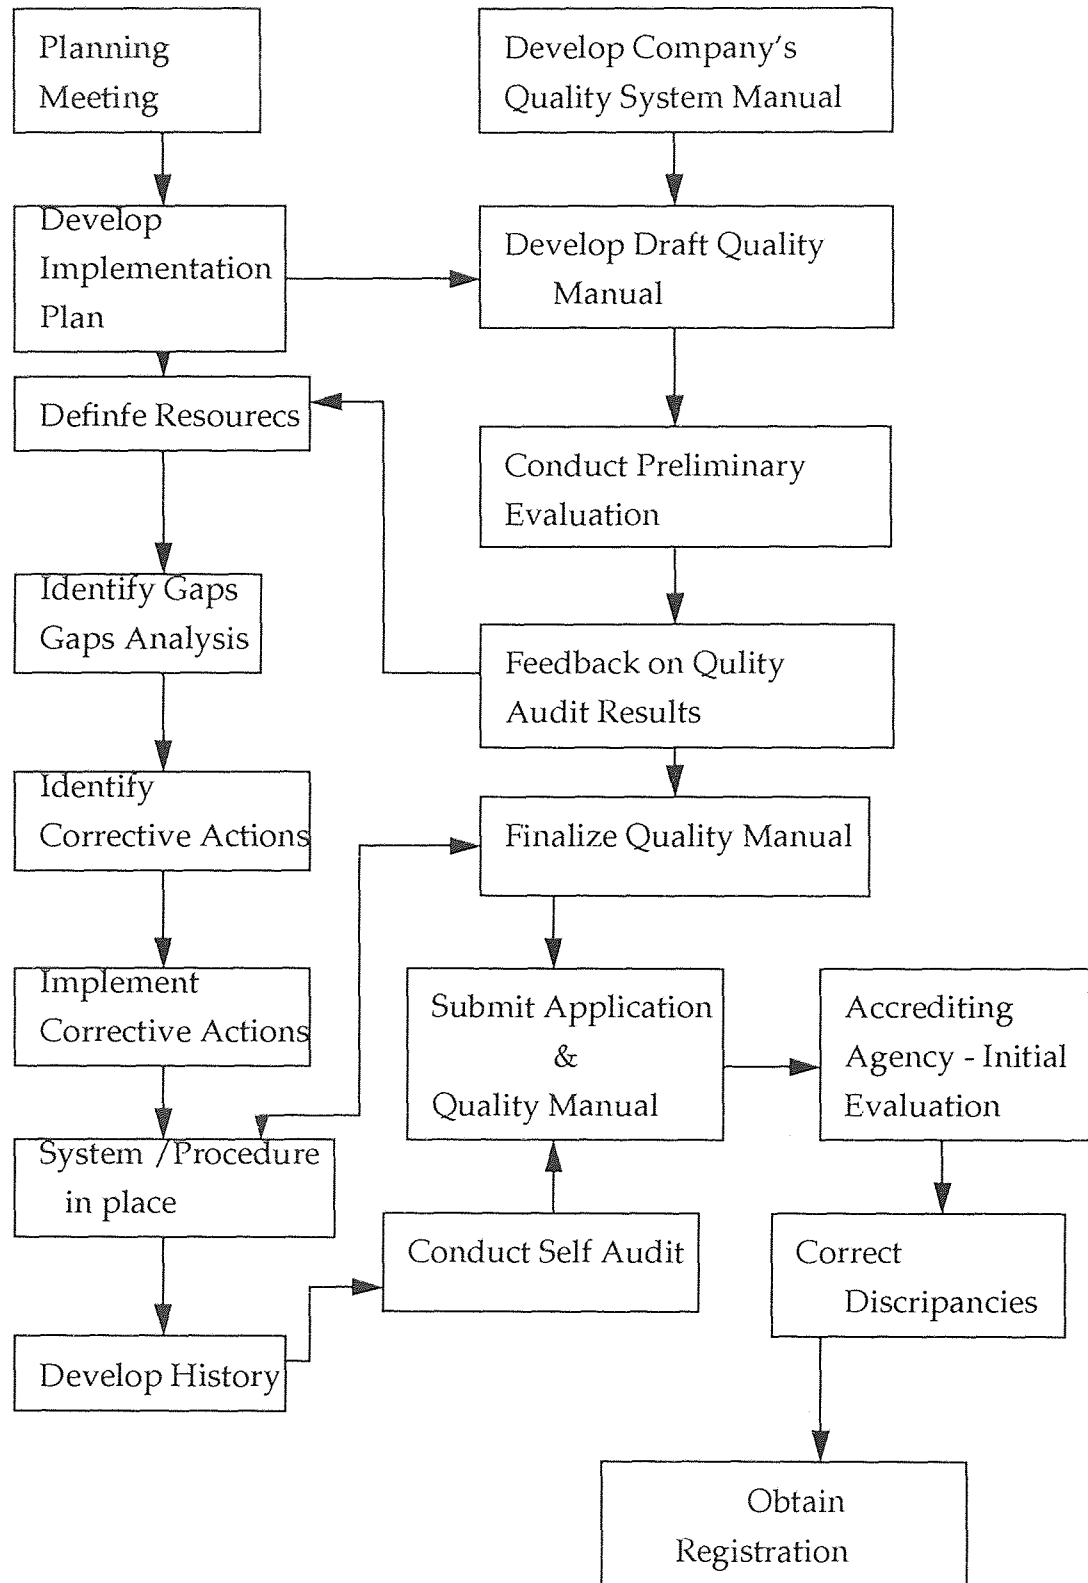 Planning
Meeting
Develop Company's
Quality System Manual
Develop
Implementation
Plan
Develop Draft Quality
Manual
Definfe Resourecs
Conduct Preliminary
Evaluation
Identify Gaps
Gaps Analysis
Feedback on Qulity
Audit Results
Identify
Corrective Actions
Finalize Quality Manual
Implement
Corrective Actions
Submit Application
&
Quality Manual
Accrediting
Agency - Initial
Evaluation
System /Procedure
in place
Conduct Self Audit
Correct
Discripancies
Develop History
Obtain
Registration